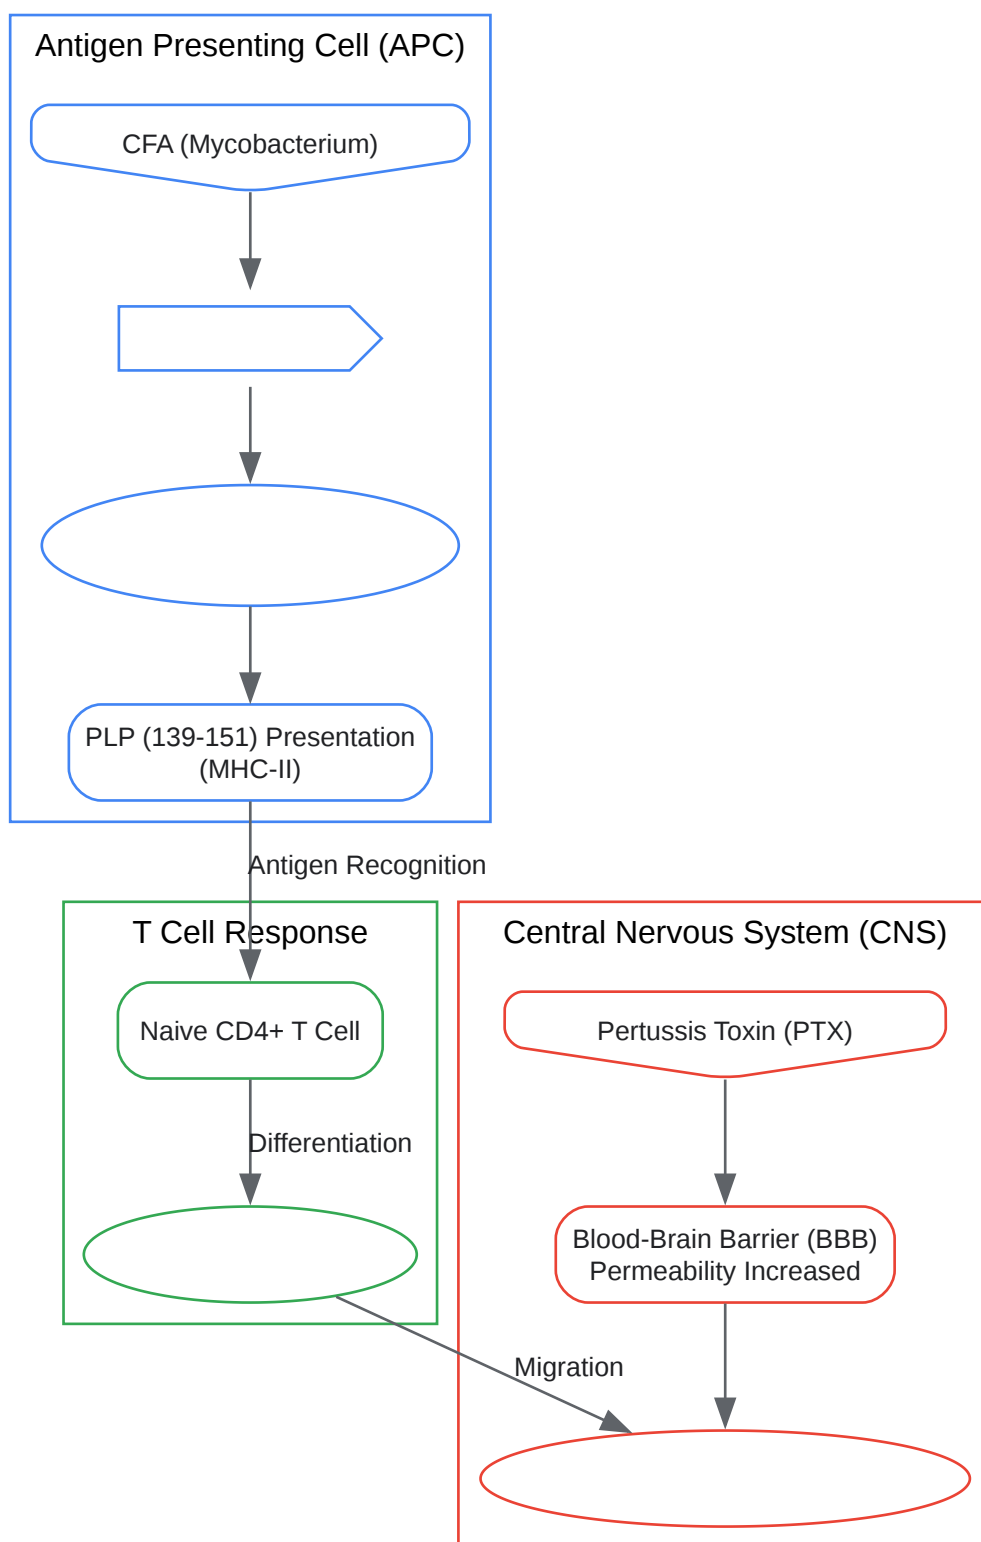 Antigen Presenting Cell (APC)
CFA (Mycobacterium)
PLP (139-151) Presentation
(MHC-II)
Antigen Recognition
T Cell Response
Naive CD4+ T Cell
Differentiation
Central Nervous System (CNS)
Pertussis Toxin (PTX)
Blood-Brain Barrier (BBB)
Permeability Increased
Migration